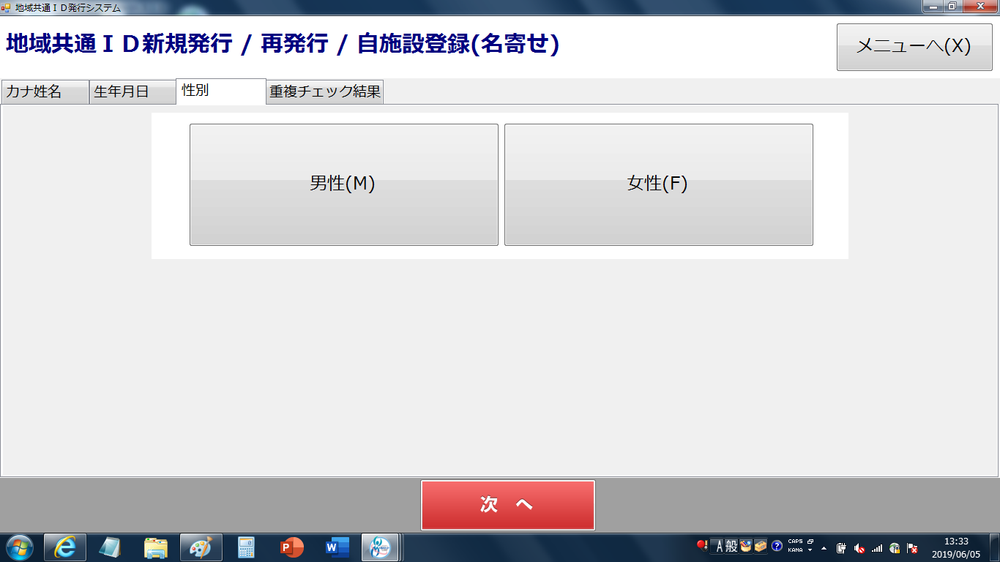 地域共通ＩＤ発行システム
地域共通ＩＤ新規発行 / 再発行 / 自施設登録(名寄せ)
メニューへ(X)
カナ姓名
生年月日
性別
重複チェック結果
男性(M)
女性(F)
次　へ
A 般
CAPS
KANA
13:33
2019/06/05